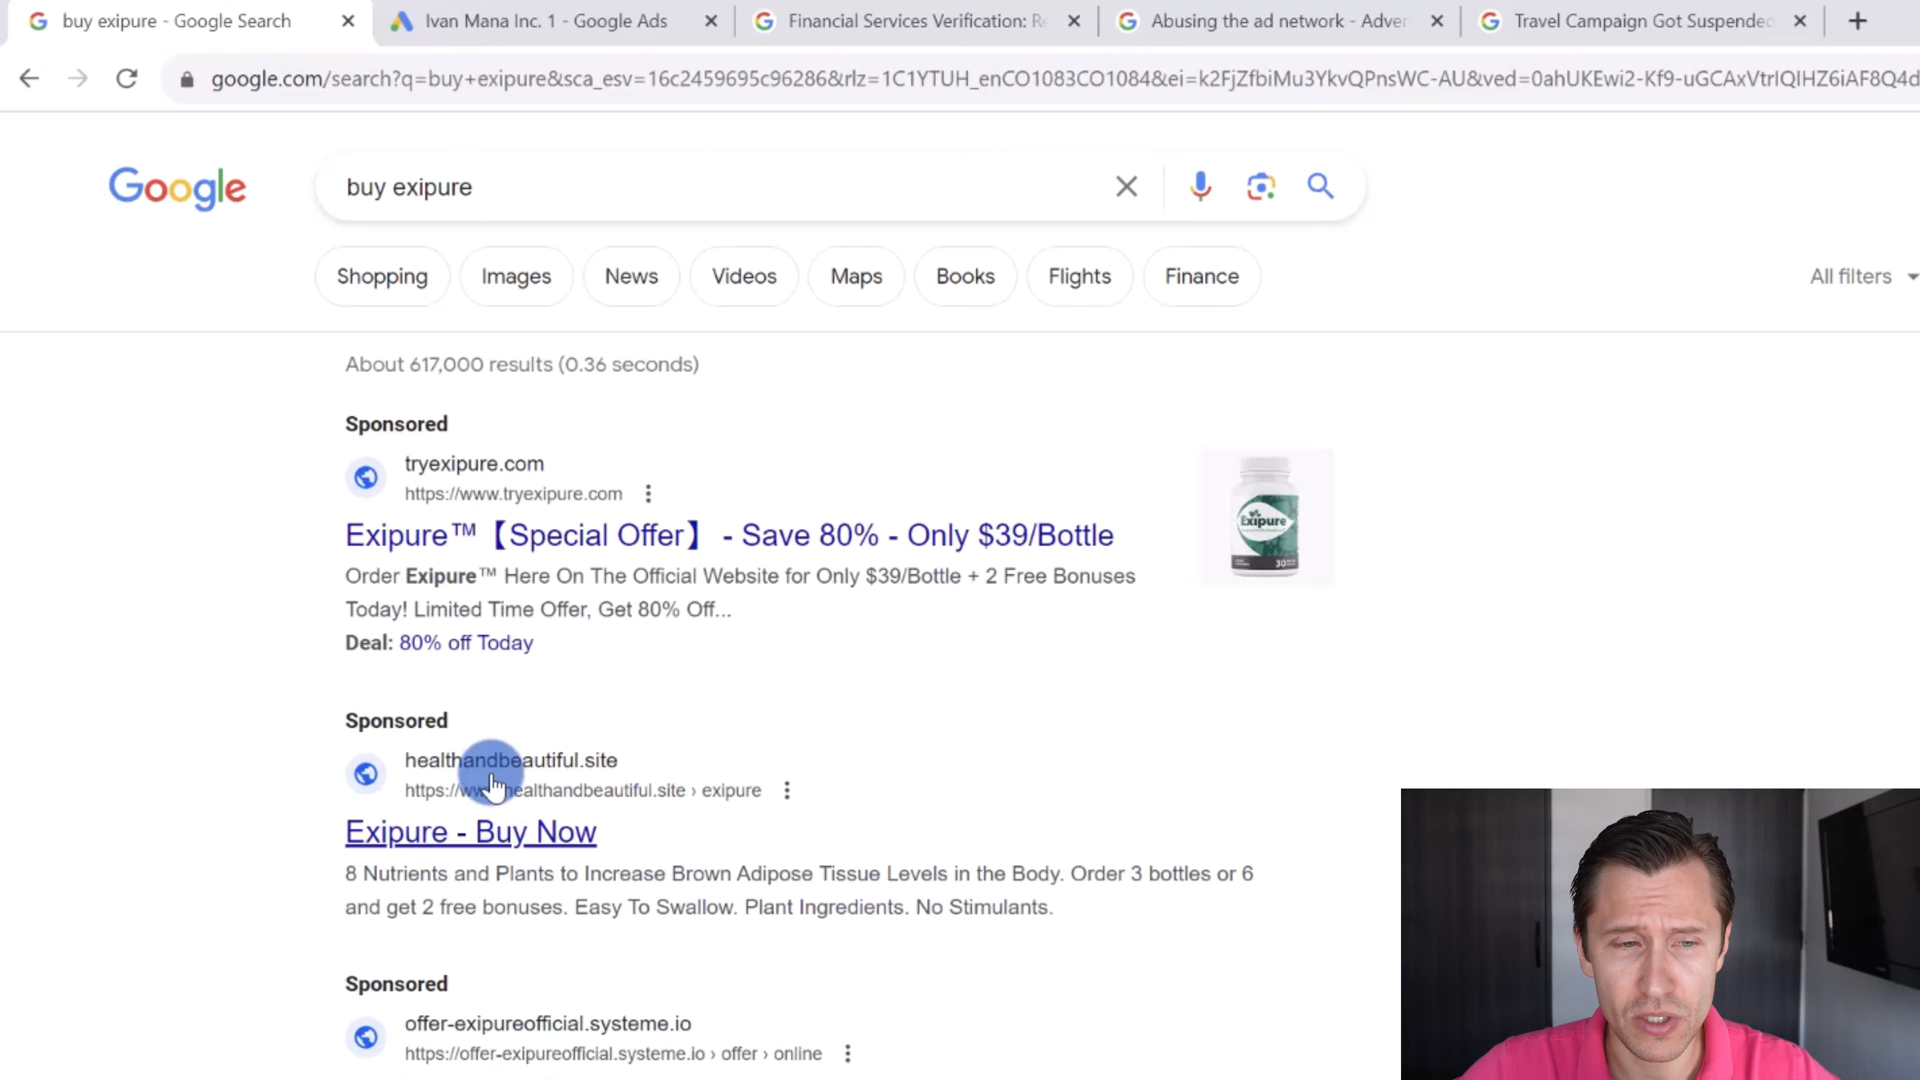 buy exipure - Google Search
Ivan Mana Inc. 1 - Google Ads
Financial Services Verification: R
Abusing the ad network - Adver
Travel Campaign Got Suspended
google.com/search?q=buy+exipure&sca_esv=16c2459695c96286&rlz=1C1YTUH_enCO1083CO1084&ei=k2FjZfbiMu3YkvQPnsWC-AU&ved=0ahUKEwi2-Kf9-uGCAxVtrIQIHZ6iAF8Q4d
Google
buy exipure
Shopping
Images
News
Videos
Maps
Books
Flights
Finance
All filters
About 617,000 results (0.36 seconds)
Sponsored
tryexipure.com
https://www.tryexipure.com
Exipure™【Special Offer】 - Save 80% - Only $39/Bottle
Order Exipure™ Here On The Official Website for Only $39/Bottle + 2 Free Bonuses
Today! Limited Time Offer, Get 80% Off...
Deal: 80% off Today
Exipure
30
Sponsored
healthandbeautiful.site
https://www.healthandbeautiful.site › exipure
Exipure - Buy Now
8 Nutrients and Plants to Increase Brown Adipose Tissue Levels in the Body. Order 3 bottles or 6
and get 2 free bonuses. Easy To Swallow. Plant Ingredients. No Stimulants.
Sponsored
offer-exipureofficial.systeme.io
https://offer-exipureofficial.systeme.io › offer › online